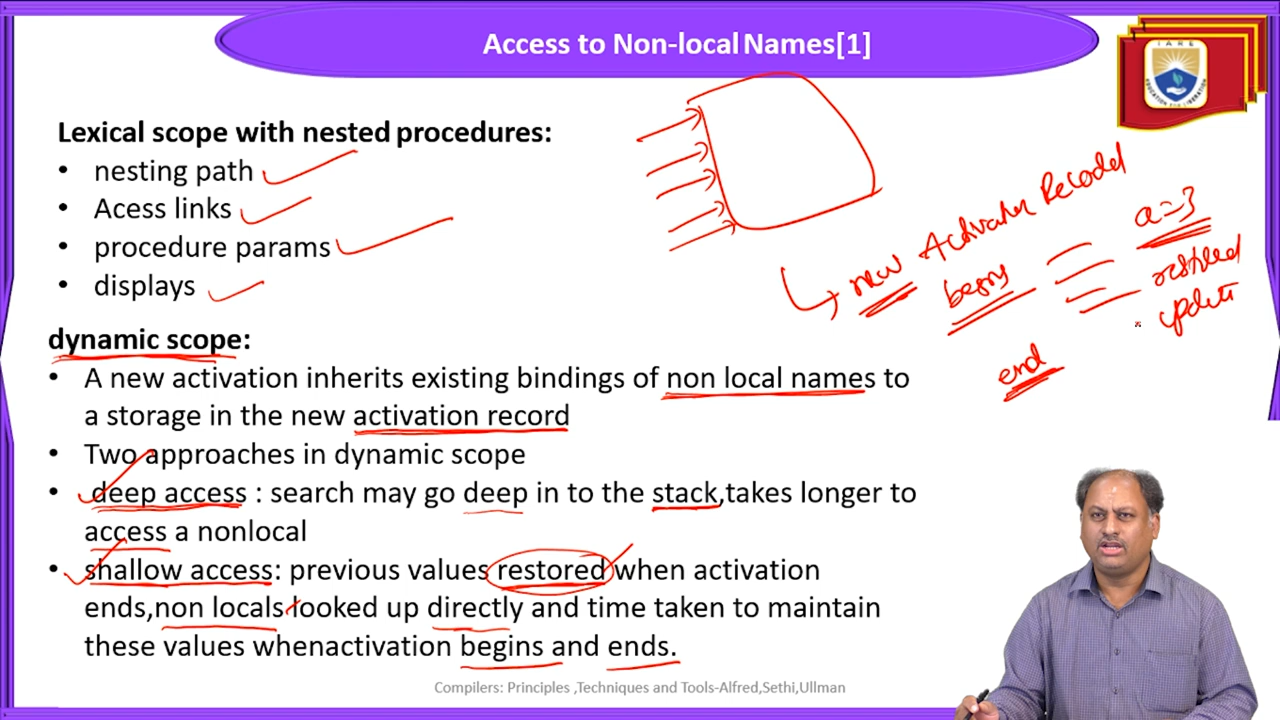 Access to Non-local Names[1]
I A R E
EDUCATION FOR LIBERATION
Lexical scope with nested procedures:
• nesting path
• Acess links
• procedure params
• displays
new Activation Record
begins
a=3
restored
update
end
dynamic scope:
• A new activation inherits existing bindings of non local names to
a storage in the new activation record
• Two approaches in dynamic scope
• deep access : search may go deep in to the stack,takes longer to
access a nonlocal
• shallow access: previous values restored when activation
ends,non locals looked up directly and time taken to maintain
these values whenactivation begins and ends.
Compilers: Principles ,Techniques and Tools-Alfred,Sethi,Ullman